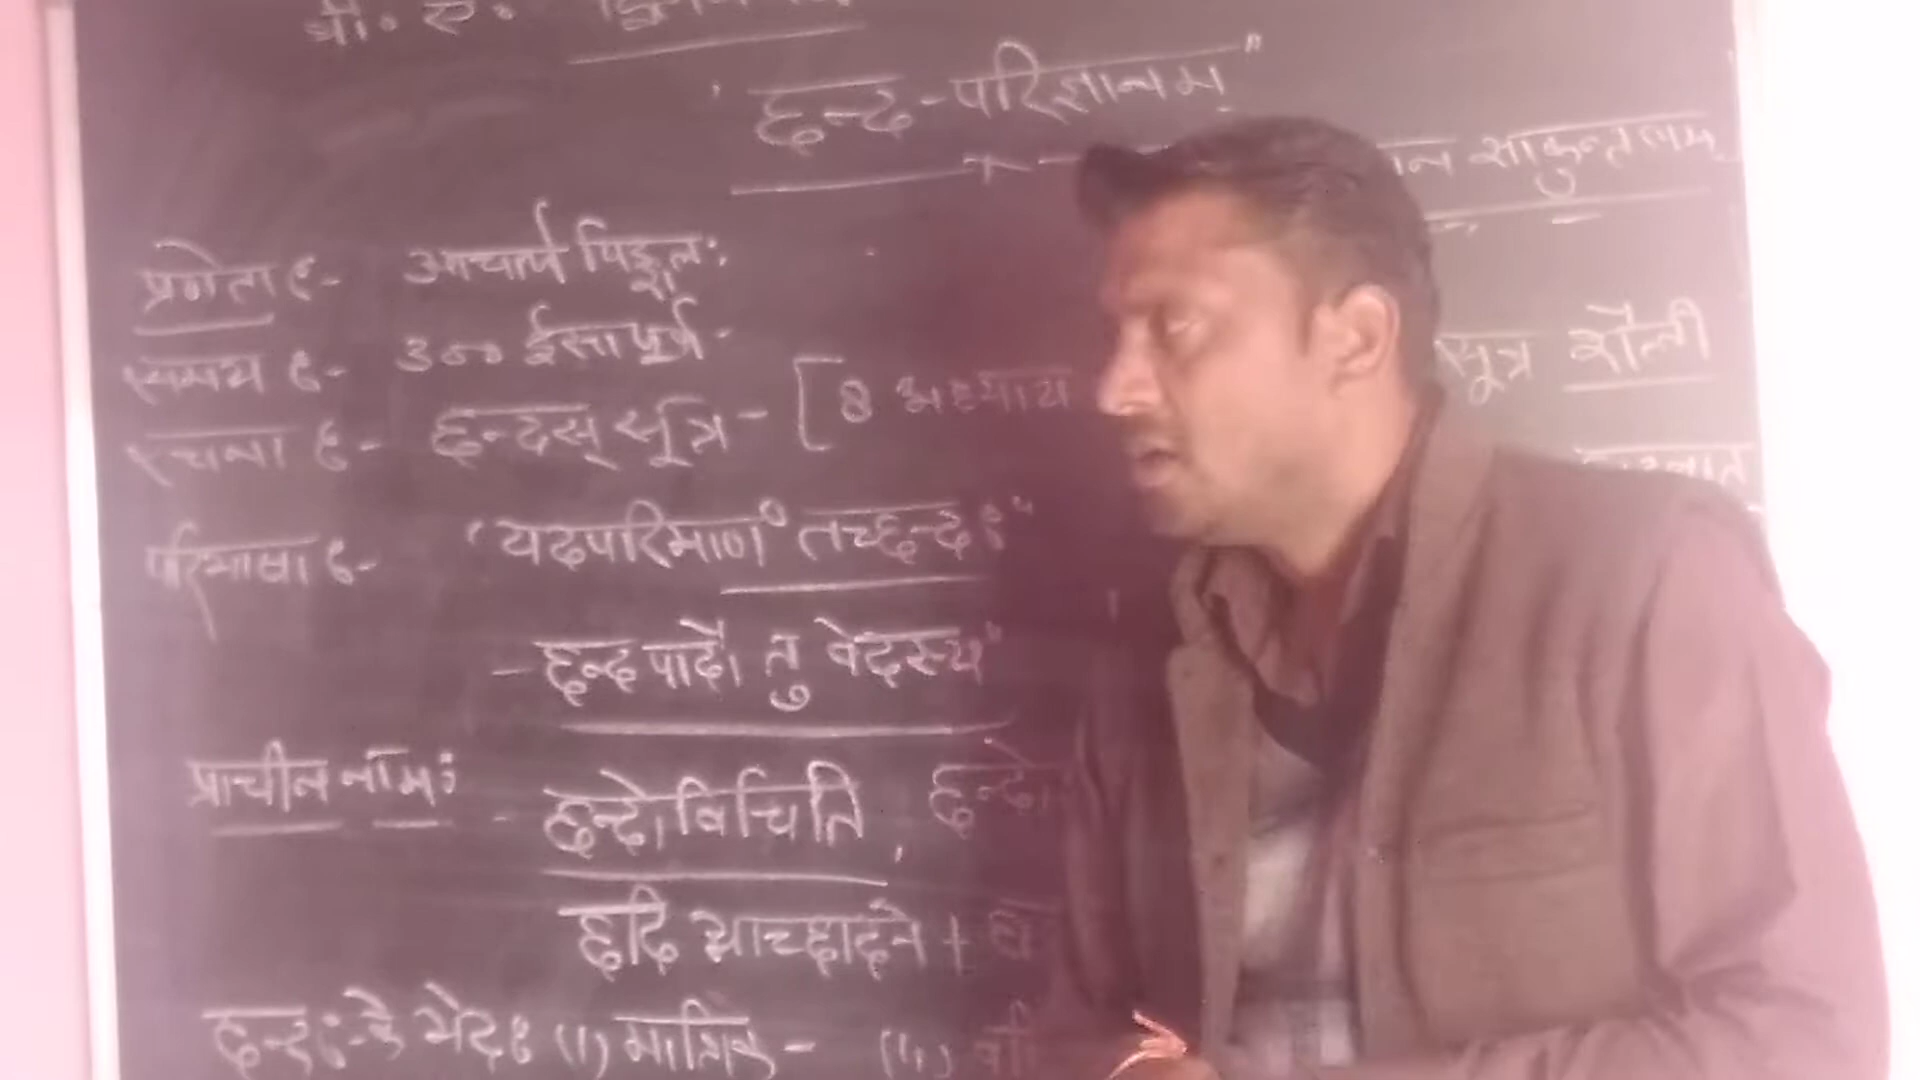 बी. ए.
"छन्द-परिज्ञानम्"
शाकुन्तलम्
प्रणेता :- आचार्य पिङ्गल:
समय :- 300 ईसा पूर्व -
रचना :- छन्दस् सूत्र - [8 अध्याय सूत्र शैली
परिभाषा :- "यदपरिमाणं तच्छन्द:"
- छन्द पादौ तु वेदस्य"
प्राचीन नाम: - छन्दोविचिति,
छदि आच्छादने +
छन्द: के भेद: (1) मात्रिक -